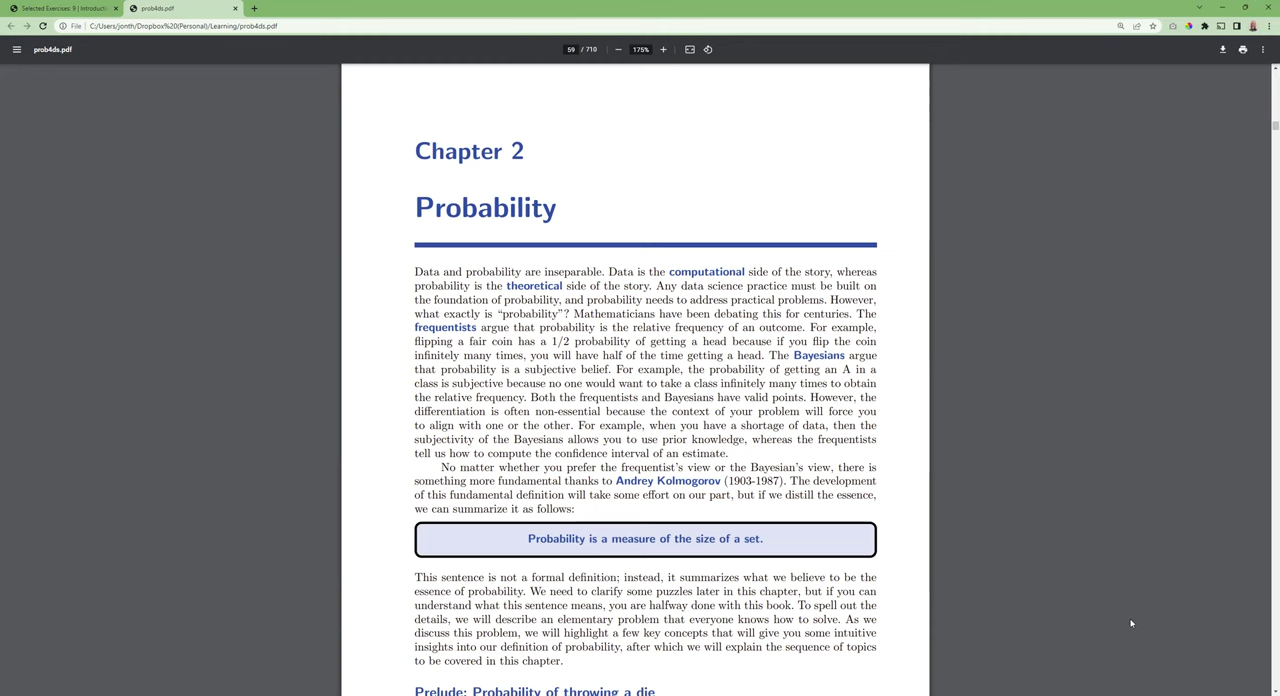 Selected Exercises: 9 | Introducti
prob4ds.pdf
File
C:/Users/jonth/Dropbox%20(Personal)/Learning/prob4ds.pdf
prob4ds.pdf
59 / 710
175%
Chapter 2
Probability
Data and probability are inseparable. Data is the computational side of the story, whereas
probability is the theoretical side of the story. Any data science practice must be built on
the foundation of probability, and probability needs to address practical problems. However,
what exactly is “probability”? Mathematicians have been debating this for centuries. The
frequentists argue that probability is the relative frequency of an outcome. For example,
flipping a fair coin has a 1/2 probability of getting a head because if you flip the coin
infinitely many times, you will have half of the time getting a head. The Bayesians argue
that probability is a subjective belief. For example, the probability of getting an A in a
class is subjective because no one would want to take a class infinitely many times to obtain
the relative frequency. Both the frequentists and Bayesians have valid points. However, the
differentiation is often non-essential because the context of your problem will force you
to align with one or the other. For example, when you have a shortage of data, then the
subjectivity of the Bayesians allows you to use prior knowledge, whereas the frequentists
tell us how to compute the confidence interval of an estimate.
No matter whether you prefer the frequentist's view or the Bayesian's view, there is
something more fundamental thanks to Andrey Kolmogorov (1903-1987). The development
of this fundamental definition will take some effort on our part, but if we distill the essence,
we can summarize it as follows:
Probability is a measure of the size of a set.
This sentence is not a formal definition; instead, it summarizes what we believe to be the
essence of probability. We need to clarify some puzzles later in this chapter, but if you can
understand what this sentence means, you are halfway done with this book. To spell out the
details, we will describe an elementary problem that everyone knows how to solve. As we
discuss this problem, we will highlight a few key concepts that will give you some intuitive
insights into our definition of probability, after which we will explain the sequence of topics
to be covered in this chapter.
Prelude: Probability of throwing a die